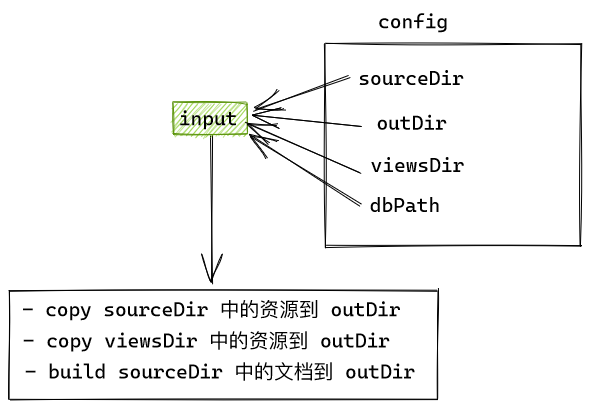 config
sourceDir
input
outDir
viewsDir
dbPath
- copy sourceDir 中的资源到 outDir
- copy viewsDir 中的资源到 outDir
- build sourceDir 中的文档到 outDir